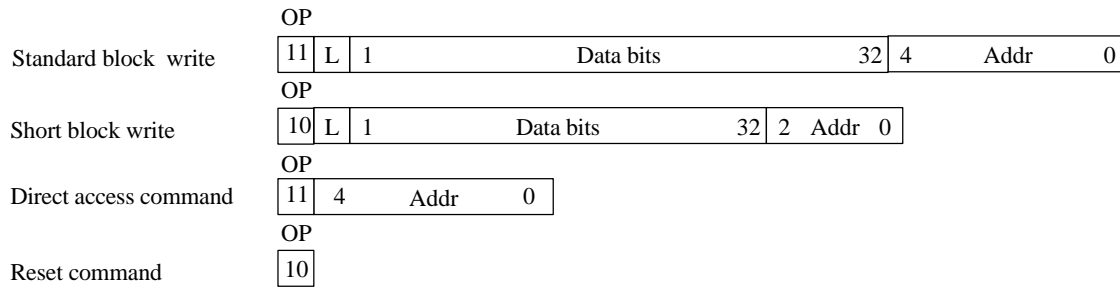 OP
Standard block write 11 L 1 Data bits 32 4 Addr 0
OP
Short block write 10 L 1 Data bits 32 2 Addr 0
OP
Direct access command 11 4 Addr 0
OP
Reset command 10